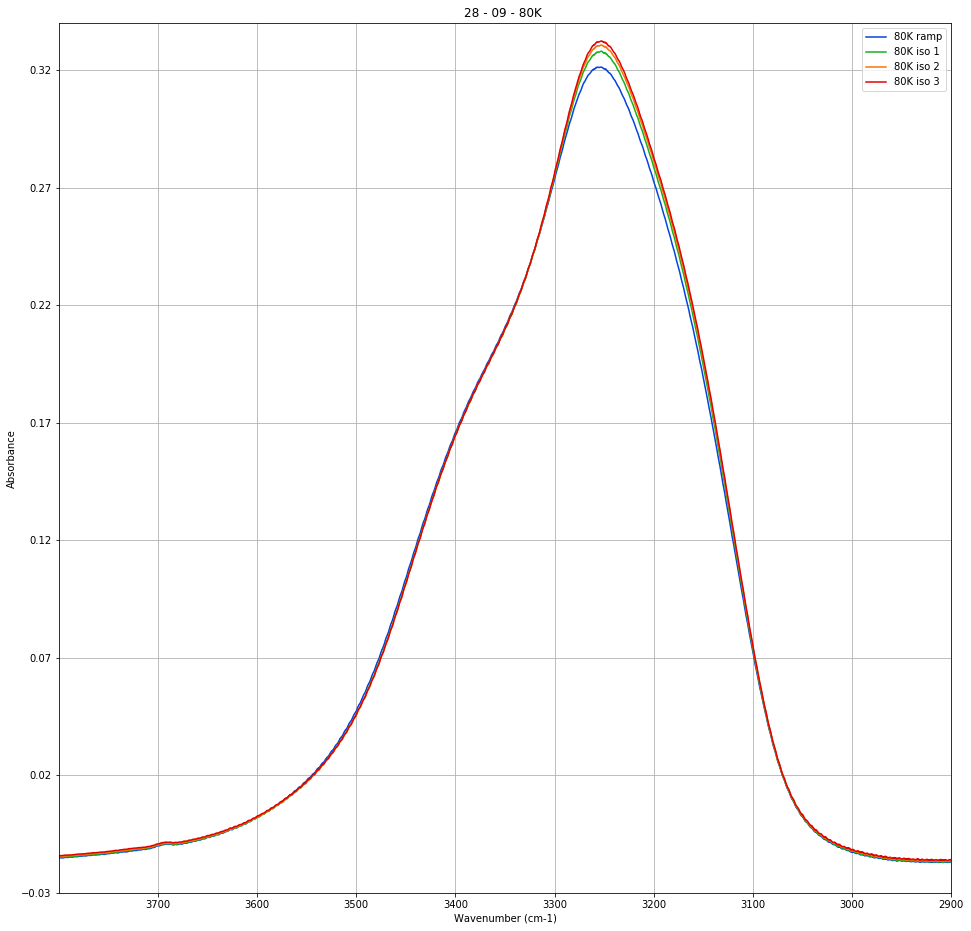 28 - 09 - 80K
80K ramp
80K iso 1
80K iso 2
80K iso 3
0.32
0.27
0.22
0.17
0.12
0.07
0.02
−0.03
Absorbance
3700 3600 3500 3400 3300 3200 3100 3000 2900
Wavenumber (cm-1)